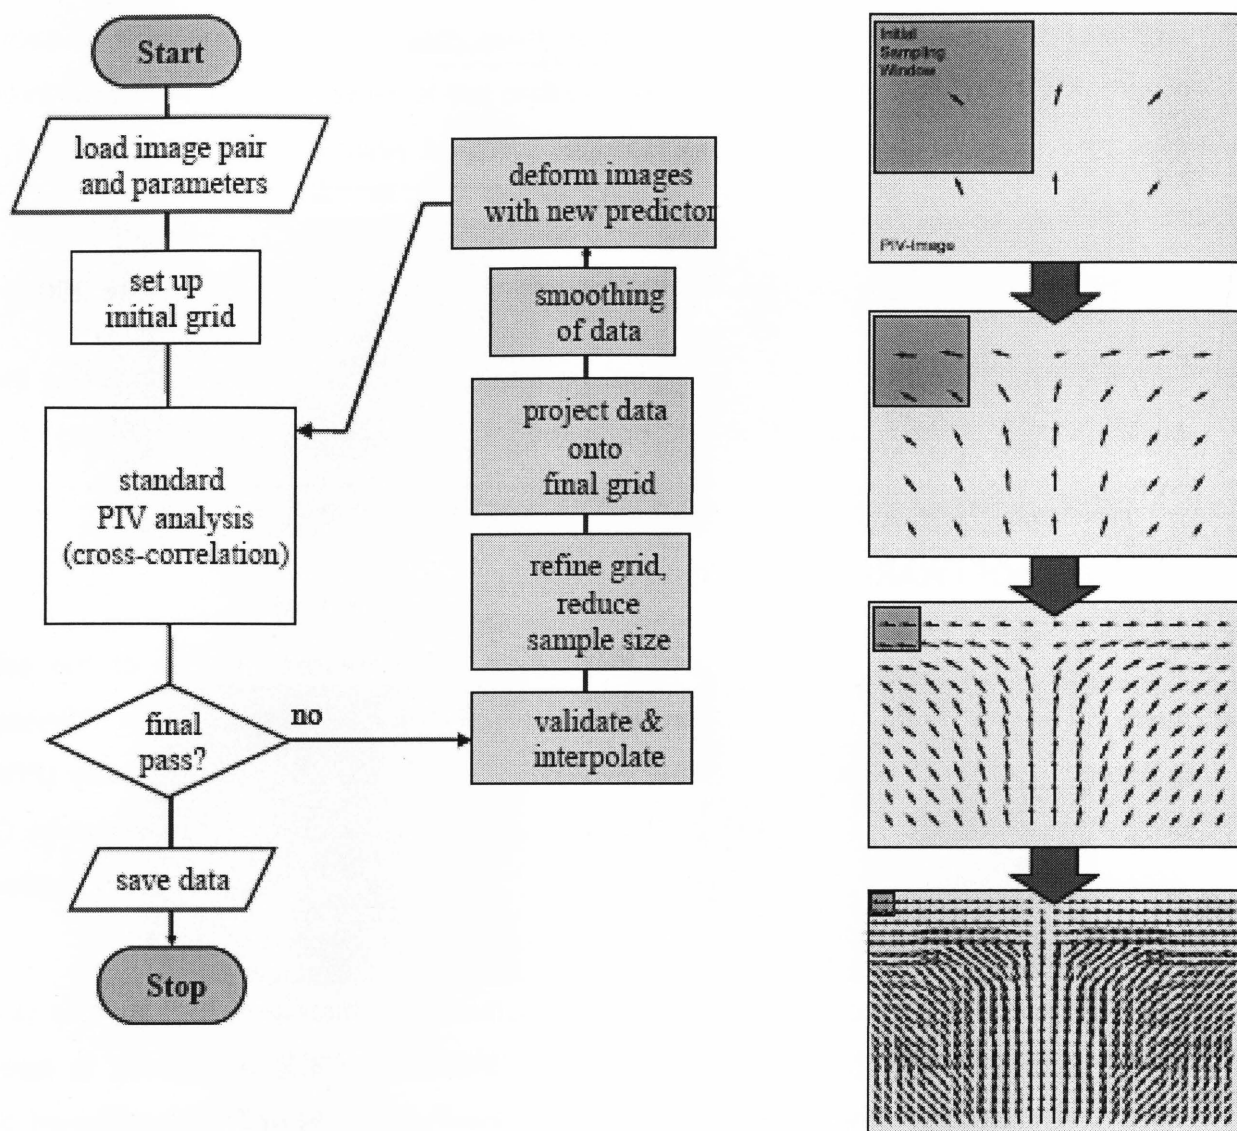 Start
load image pair
and parameters
set up
initial grid
standard
PIV analysis
(cross-correlation)
final
pass?
no
save data
Stop
deform images
with new predictor
smoothing
of data
project data
onto
final grid
refine grid,
reduce
sample size
validate &
interpolate
Initial
Sampling
Window
PIV-Image